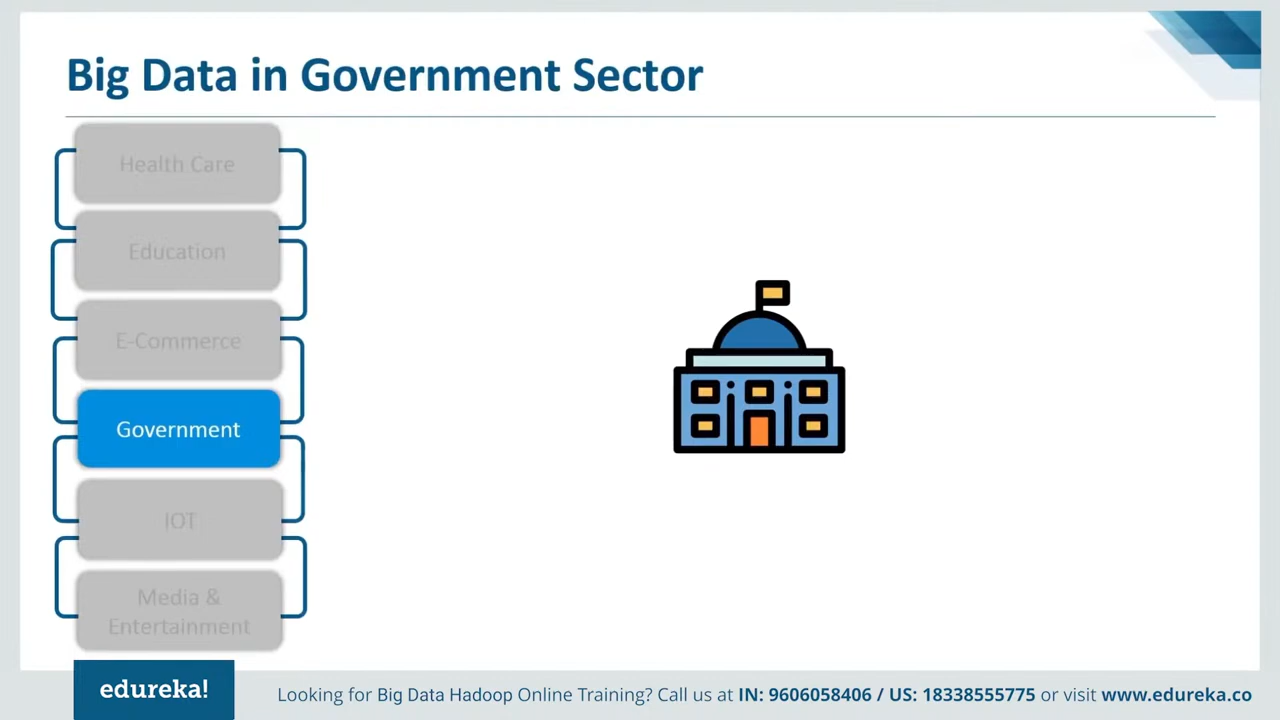 Big Data in Government Sector
Health Care
Education
E-Commerce
Government
IOT
Media &
Entertainment
edureka!
Looking for Big Data Hadoop Online Training? Call us at IN: 9606058406 / US: 18338555775 or visit www.edureka.co